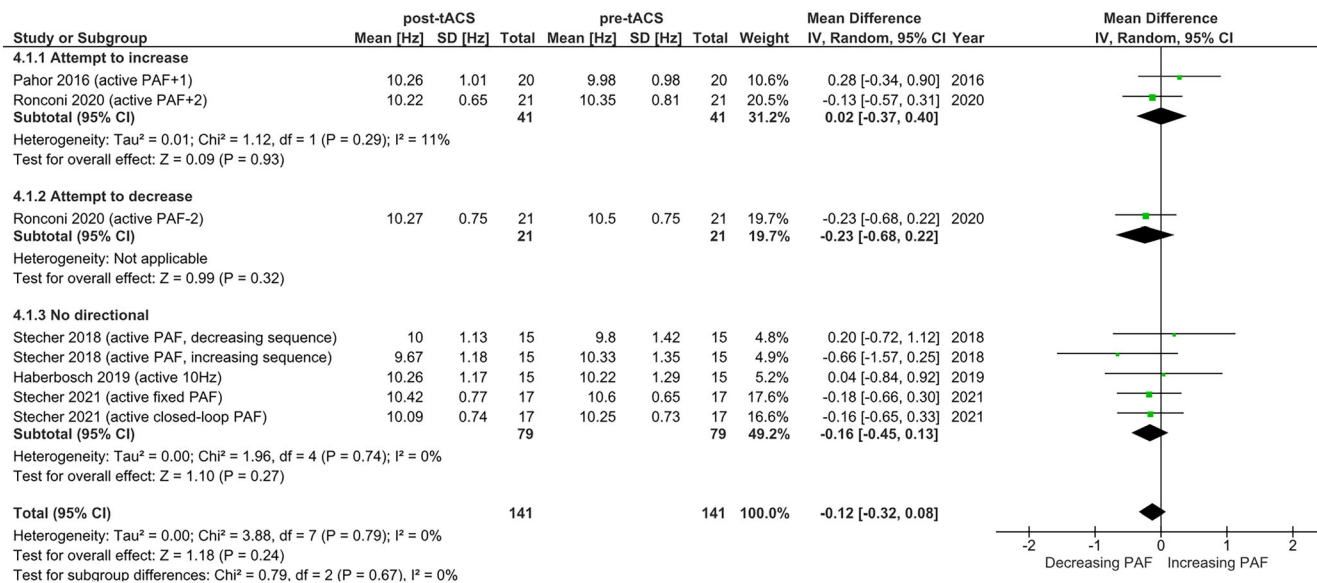 post-tACS pre-tACS Mean Difference Mean Difference
Study or Subgroup Mean [Hz] SD [Hz] Total Mean [Hz] SD [Hz] Total Weight IV, Random, 95% CI Year IV, Random, 95% CI
4.1.1 Attempt to increase
Pahor 2016 (active PAF+1) 10.26 1.01 20 9.98 0.98 20 10.6% 0.28 [-0.34, 0.90] 2016
Ronconi 2020 (active PAF+2) 10.22 0.65 21 10.35 0.81 21 20.5% -0.13 [-0.57, 0.31] 2020
Subtotal (95% CI) 41 41 31.2% 0.02 [-0.37, 0.40]
Heterogeneity: Tau² = 0.01; Chi² = 1.12, df = 1 (P = 0.29); I² = 11%
Test for overall effect: Z = 0.09 (P = 0.93)
4.1.2 Attempt to decrease
Ronconi 2020 (active PAF-2) 10.27 0.75 21 10.5 0.75 21 19.7% -0.23 [-0.68, 0.22] 2020
Subtotal (95% CI) 21 21 19.7% -0.23 [-0.68, 0.22]
Heterogeneity: Not applicable
Test for overall effect: Z = 0.99 (P = 0.32)
4.1.3 No directional
Stecher 2018 (active PAF, decreasing sequence) 10 1.13 15 9.8 1.42 15 4.8% 0.20 [-0.72, 1.12] 2018
Stecher 2018 (active PAF, increasing sequence) 9.67 1.18 15 10.33 1.35 15 4.9% -0.66 [-1.57, 0.25] 2018
Haberbosch 2019 (active 10Hz) 10.26 1.17 15 10.22 1.29 15 5.2% 0.04 [-0.84, 0.92] 2019
Stecher 2021 (active fixed PAF) 10.42 0.77 17 10.6 0.65 17 17.6% -0.18 [-0.66, 0.30] 2021
Stecher 2021 (active closed-loop PAF) 10.09 0.74 17 10.25 0.73 17 16.6% -0.16 [-0.65, 0.33] 2021
Subtotal (95% CI) 79 79 49.2% -0.16 [-0.45, 0.13]
Heterogeneity: Tau² = 0.00; Chi² = 1.96, df = 4 (P = 0.74); I² = 0%
Test for overall effect: Z = 1.10 (P = 0.27)
Total (95% CI) 141 141 100.0% -0.12 [-0.32, 0.08]
Heterogeneity: Tau² = 0.00; Chi² = 3.88, df = 7 (P = 0.79); I² = 0%
Test for overall effect: Z = 1.18 (P = 0.24)
Test for subgroup differences: Chi² = 0.79, df = 2 (P = 0.67), I² = 0%
-2 -1 0 1 2
Decreasing PAF Increasing PAF